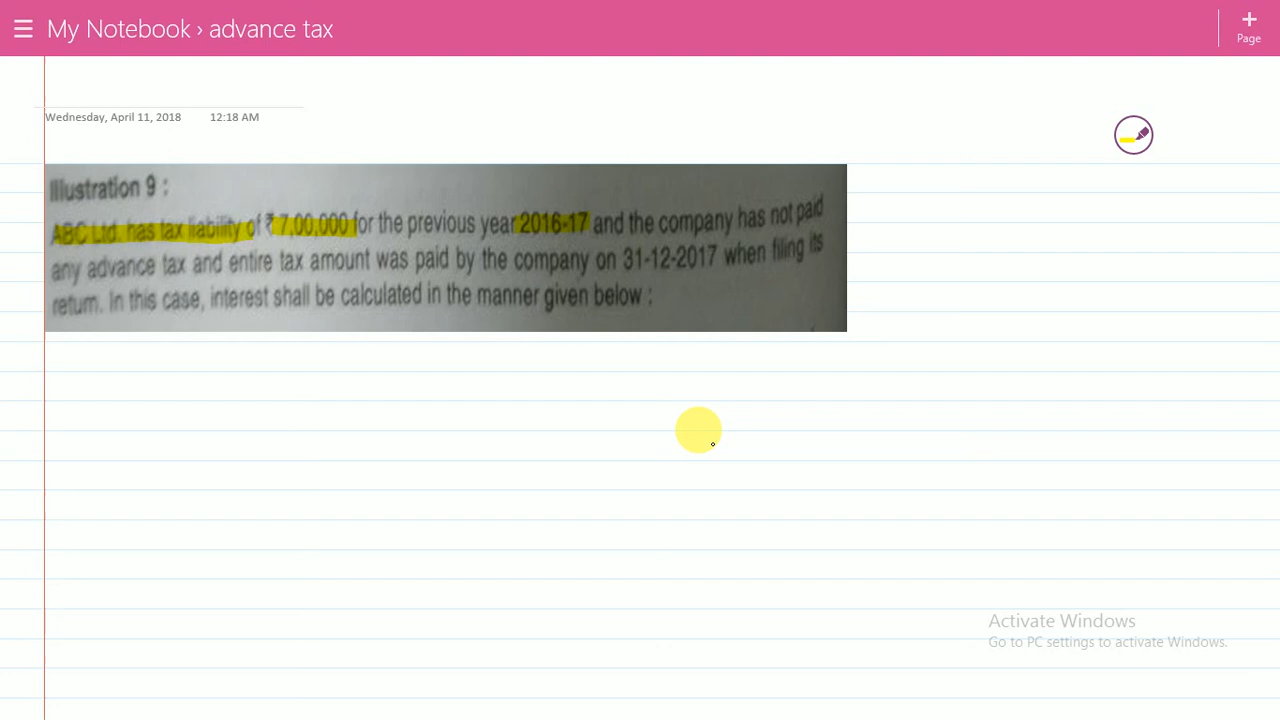 My Notebook › advance tax
Page
Wednesday, April 11, 2018 12:18 AM
Illustration 9 :
ABC Ltd. has tax liability of ₹ 7,00,000 for the previous year 2016-17 and the company has not paid
any advance tax and entire tax amount was paid by the company on 31-12-2017 when filing its
return. In this case, interest shall be calculated in the manner given below :
Activate Windows
Go to PC settings to activate Windows.